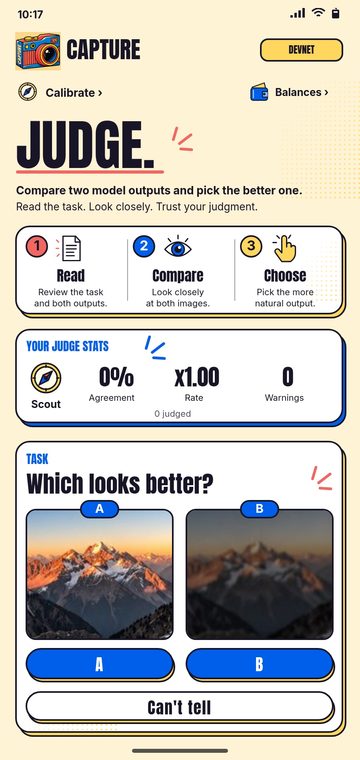 10:17
CAPTURE
DEVNET
Calibrate ›
Balances ›
JUDGE.
Compare two model outputs and pick the better one.
Read the task. Look closely. Trust your judgment.
1
2
3
Read
Compare
Choose
Review the task
and both outputs.
Look closely
at both images.
Pick the more
natural output.
YOUR JUDGE STATS
Scout
0%
Agreement
x1.00
Rate
0
Warnings
0 judged
TASK
Which looks better?
A
B
A
B
Can't tell